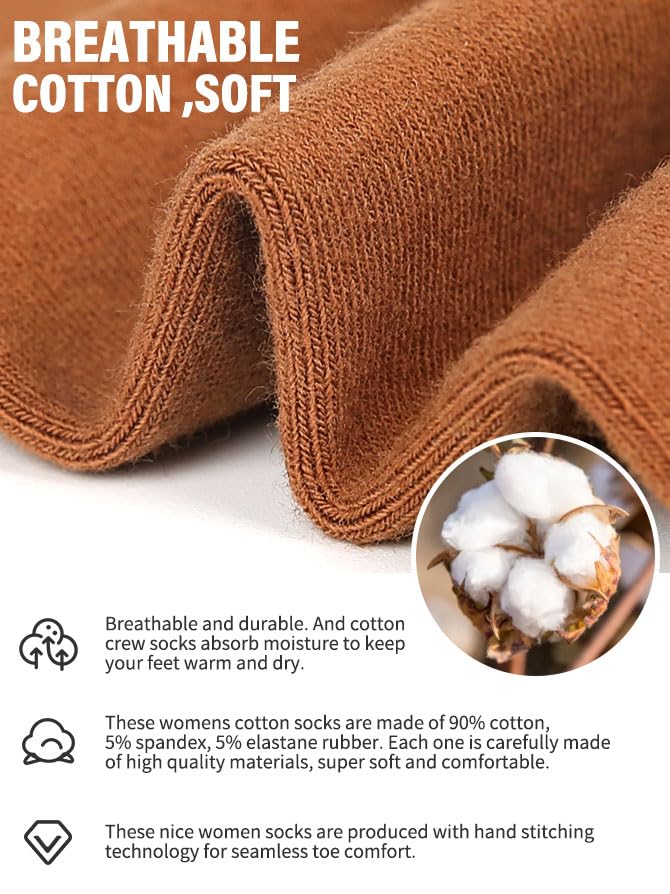 BREATHABLE
COTTON ,SOFT
Breathable and durable. And cotton
crew socks absorb moisture to keep
your feet warm and dry.
These womens cotton socks are made of 90% cotton,
5% spandex, 5% elastane rubber. Each one is carefully made
of high quality materials, super soft and comfortable.
These nice women socks are produced with hand stitching
technology for seamless toe comfort.